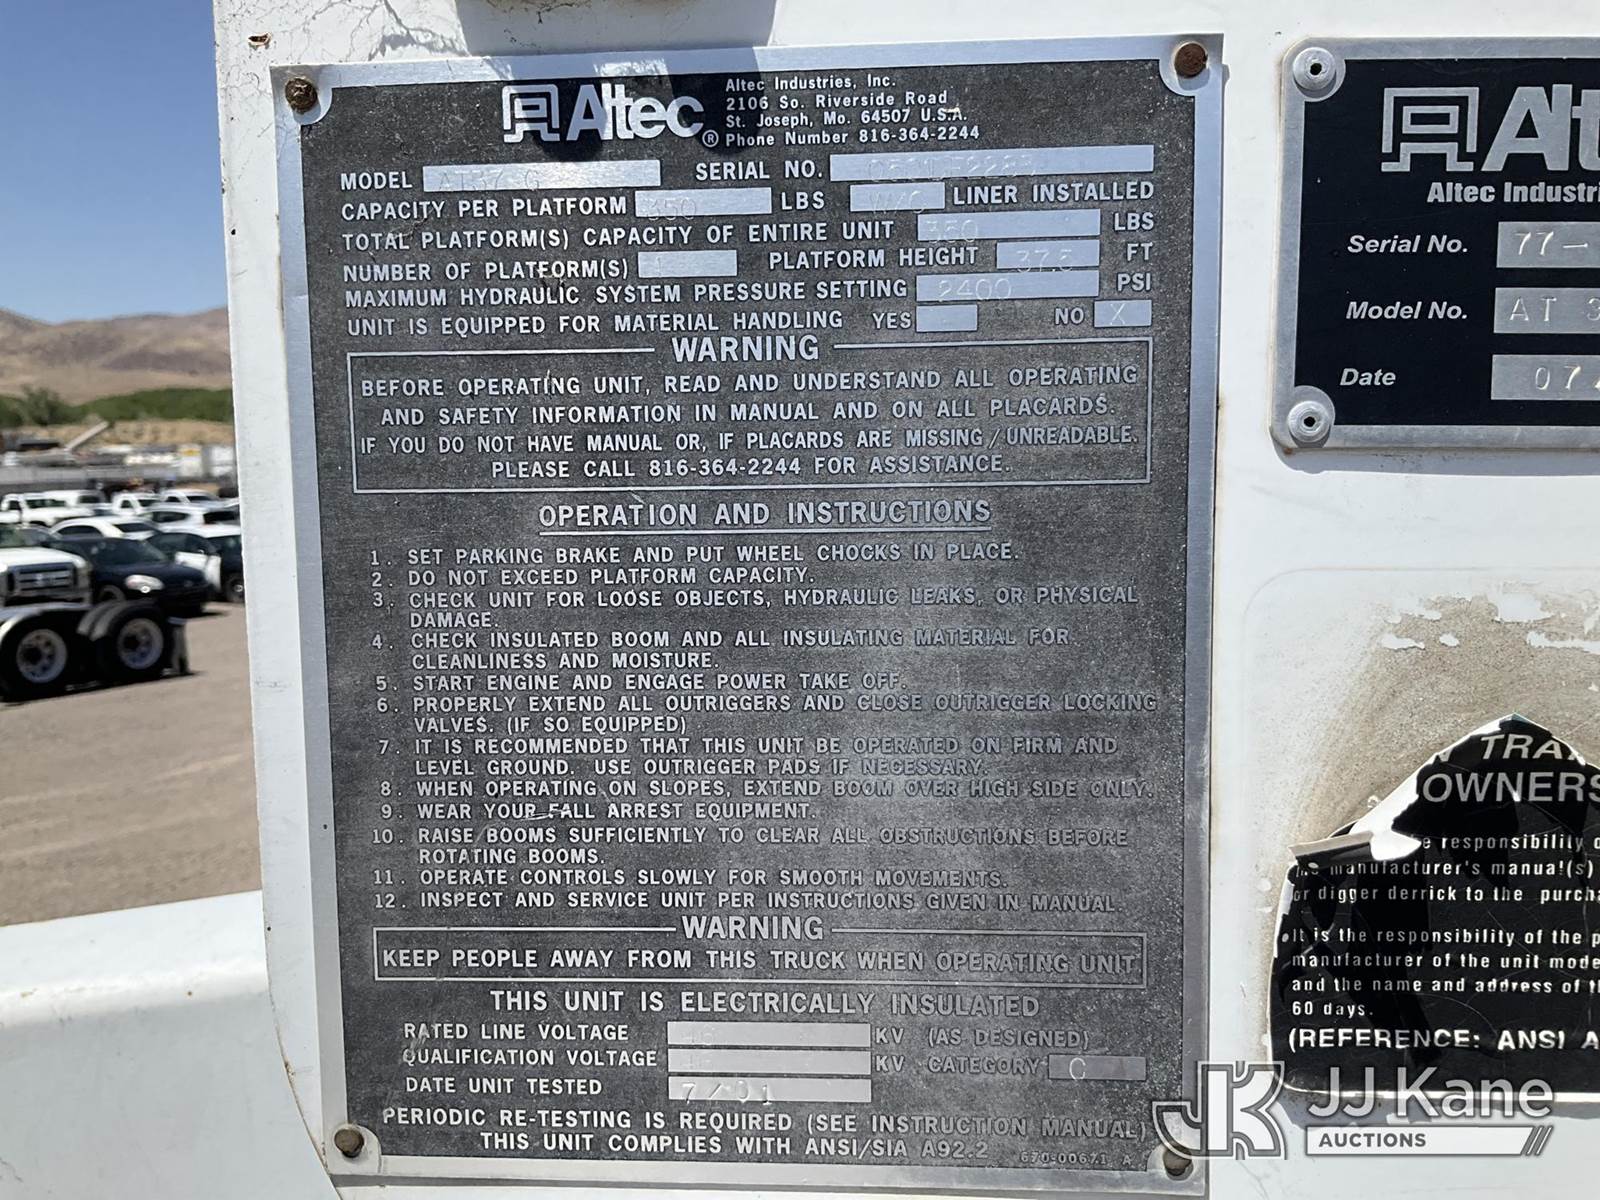 Altec®
Altec Industries, Inc.
2106 So. Riverside Road
St. Joseph, Mo. 64507 U.S.A.
Phone Number 816-364-2244
MODEL AT37-G SERIAL NO.
CAPACITY PER PLATFORM 350 LBS LINER INSTALLED
TOTAL PLATFORM(S) CAPACITY OF ENTIRE UNIT 350 LBS
NUMBER OF PLATFORM(S) 1 PLATFORM HEIGHT 37.5 FT
MAXIMUM HYDRAULIC SYSTEM PRESSURE SETTING 2400 PSI
UNIT IS EQUIPPED FOR MATERIAL HANDLING YES NO X
WARNING
BEFORE OPERATING UNIT, READ AND UNDERSTAND ALL OPERATING
AND SAFETY INFORMATION IN MANUAL AND ON ALL PLACARDS.
IF YOU DO NOT HAVE MANUAL OR, IF PLACARDS ARE MISSING/UNREADABLE.
PLEASE CALL 816-364-2244 FOR ASSISTANCE.
OPERATION AND INSTRUCTIONS
1. SET PARKING BRAKE AND PUT WHEEL CHOCKS IN PLACE.
2. DO NOT EXCEED PLATFORM CAPACITY.
3. CHECK UNIT FOR LOOSE OBJECTS, HYDRAULIC LEAKS, OR PHYSICAL
DAMAGE.
4. CHECK INSULATED BOOM AND ALL INSULATING MATERIAL FOR
CLEANLINESS AND MOISTURE.
5. START ENGINE AND ENGAGE POWER TAKE OFF.
6. PROPERLY EXTEND ALL OUTRIGGERS AND CLOSE OUTRIGGER LOCKING
VALVES. (IF SO EQUIPPED)
7. IT IS RECOMMENDED THAT THIS UNIT BE OPERATED ON FIRM AND
LEVEL GROUND. USE OUTRIGGER PADS IF NECESSARY.
8. WHEN OPERATING ON SLOPES, EXTEND BOOM OVER HIGH SIDE ONLY.
9. WEAR YOUR FALL ARREST EQUIPMENT.
10. RAISE BOOMS SUFFICIENTLY TO CLEAR ALL OBSTRUCTIONS BEFORE
ROTATING BOOMS.
11. OPERATE CONTROLS SLOWLY FOR SMOOTH MOVEMENTS.
12. INSPECT AND SERVICE UNIT PER INSTRUCTIONS GIVEN IN MANUAL.
WARNING
KEEP PEOPLE AWAY FROM THIS TRUCK WHEN OPERATING UNIT
THIS UNIT IS ELECTRICALLY INSULATED
RATED LINE VOLTAGE KV (AS DESIGNED)
QUALIFICATION VOLTAGE KV CATEGORY C
DATE UNIT TESTED 7/01
PERIODIC RE-TESTING IS REQUIRED (SEE INSTRUCTION MANUAL)
THIS UNIT COMPLIES WITH ANSI/SIA A92.2 670-00671 A
Alt
Altec Industri
Serial No. 77-
Model No. AT 3
Date 07
TRA
OWNERS
e responsibility o
manufacturer's manual(s)
or digger derrick to the purcha
It is the responsibility of the p
manufacturer of the unit mode
and the name and address of th
60 days.
(REFERENCE: ANSI A
JK JJ Kane
AUCTIONS